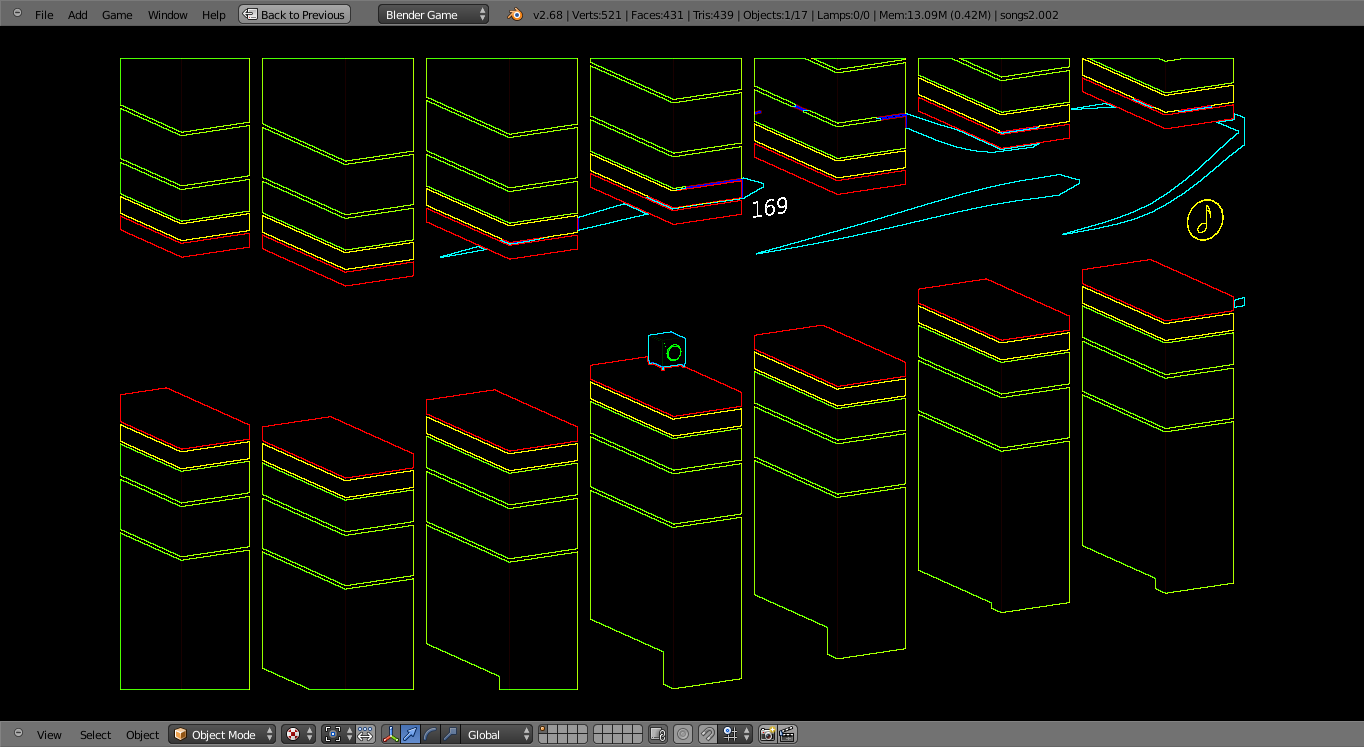 File Add Game Window Help Back to Previous Blender Game v2.68 | Verts:521 | Faces:431 | Tris:439 | Objects:1/17 | Lamps:0/0 | Mem:13.09M (0.42M) | songs2.002
169
View Select Object Object Mode Global